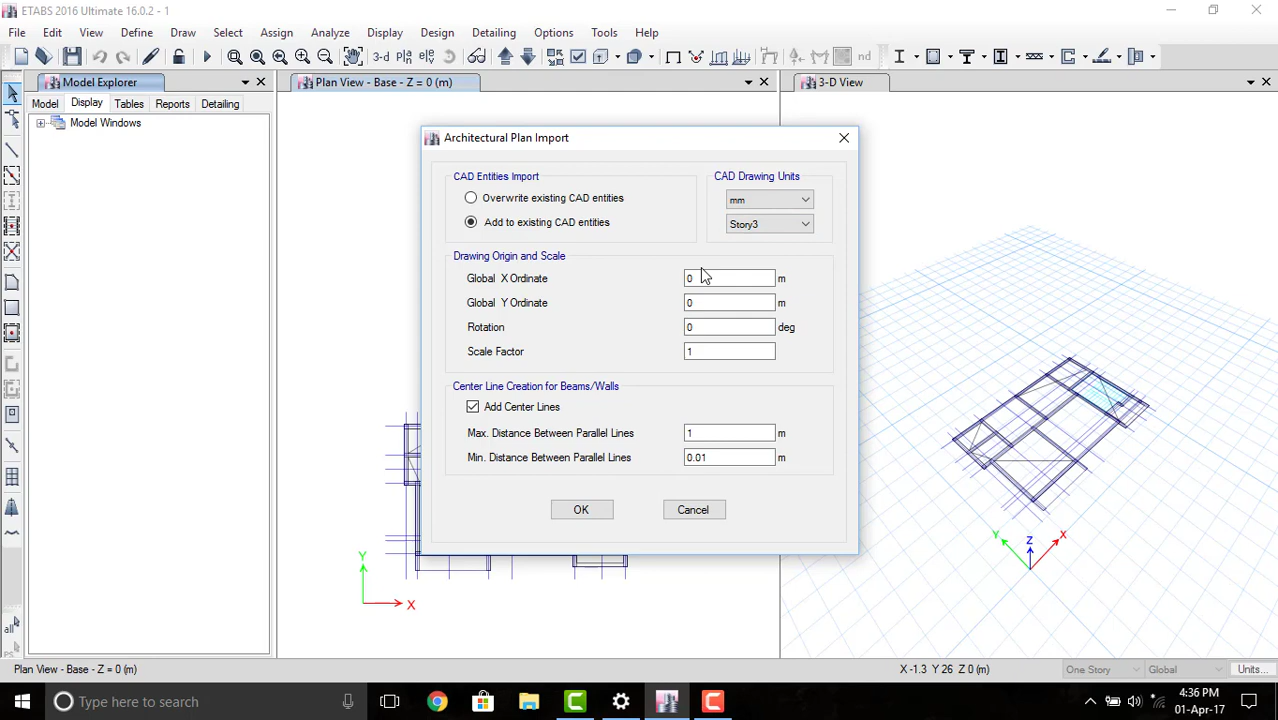 ETABS 2016 Ultimate 16.0.2 - 1
File Edit View Define Draw Select Assign Analyze Display Design Detailing Options Tools Help
3-d plan elev nd
Model Explorer
Plan View - Base - Z = 0 (m)
3-D View
Model Display Tables Reports Detailing
Model Windows
Architectural Plan Import
CAD Entities Import
CAD Drawing Units
Overwrite existing CAD entities
mm
Add to existing CAD entities
Story3
Drawing Origin and Scale
Global X Ordinate 0 m
Global Y Ordinate 0 m
Rotation 0 deg
Scale Factor 1
Center Line Creation for Beams/Walls
Add Center Lines
Max. Distance Between Parallel Lines 1 m
Min. Distance Between Parallel Lines 0.01 m
OK Cancel
Y
X
Y Z X
all
ps.
Plan View - Base - Z = 0 (m)
X -1.3 Y 26 Z 0 (m)
One Story
Global
Units...
Type here to search
4:36 PM
01-Apr-17